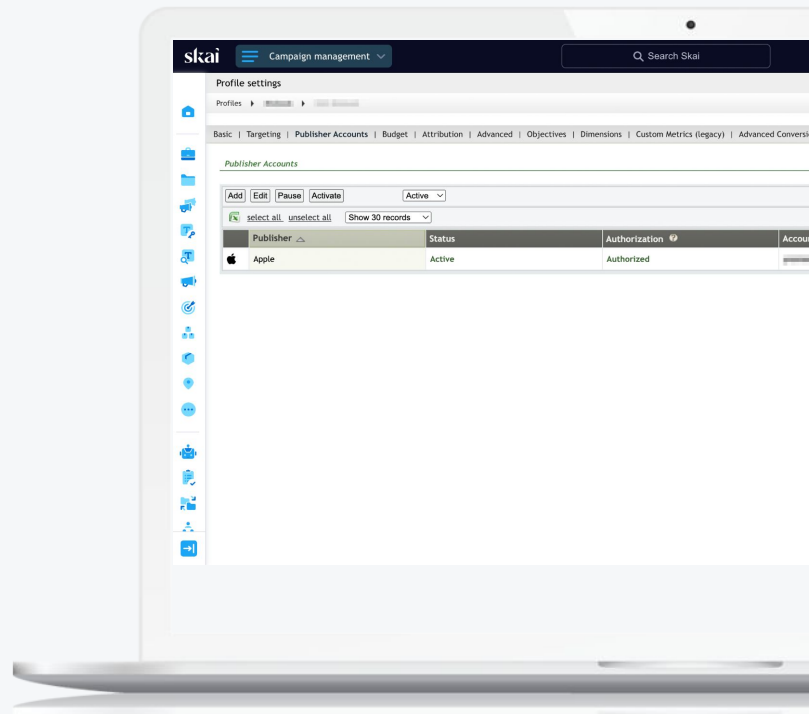 skai Campaign management Search Skai
Profile settings
Profiles
Basic | Targeting | Publisher Accounts | Budget | Attribution | Advanced | Objectives | Dimensions | Custom Metrics (legacy) | Advanced Conversi
Publisher Accounts
Add Edit Pause Activate Active
select all unselect all Show 30 records
Publisher Status Authorization Accoun
Apple Active Authorized